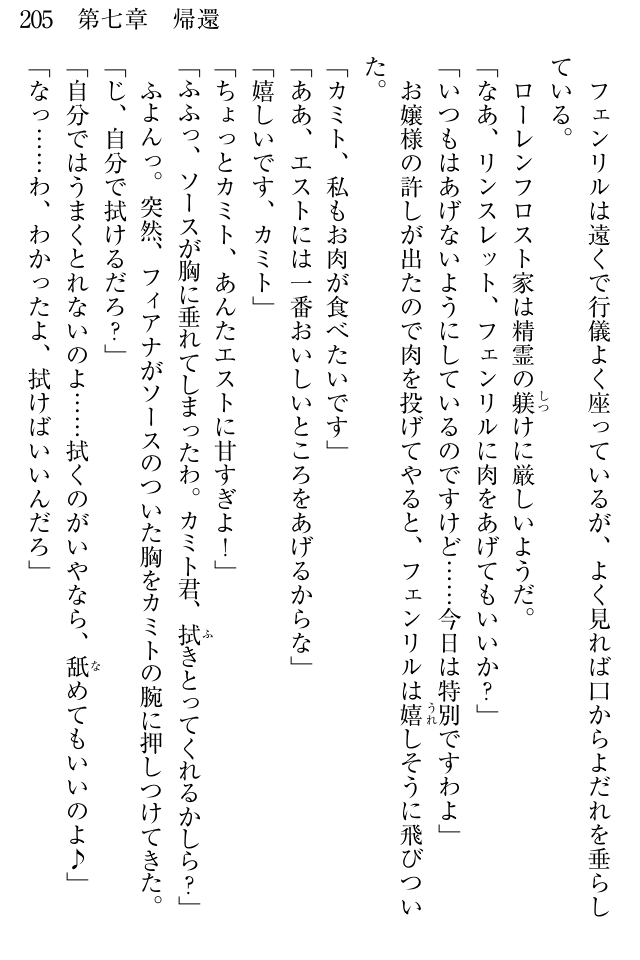 205　第七章　帰還
　フェンリルは遠くで行儀よく座っているが、よく見れば口からよだれを垂らし
ている。
　ローレンフロスト家は精霊の躾けに厳しいようだ。
「なあ、リンスレット、フェンリルに肉をあげてもいいか？」
「いつもはあげないようにしているのですけど……今日は特別ですわよ」
　お嬢様の許しが出たので肉を投げてやると、フェンリルは嬉しそうに飛びつい
た。
「カミト、私もお肉が食べたいです」
「ああ、エストには一番おいしいところをあげるからな」
「嬉しいです、カミト」
「ちょっとカミト、あんたエストに甘すぎよ！」
「ふふっ、ソースが胸に垂れてしまったわ。カミト君、拭きとってくれるかしら？」
　ふよんっ。突然、フィアナがソースのついた胸をカミトの腕に押しつけてきた。
「じ、自分で拭けるだろ？」
「自分ではうまくとれないのよ……拭くのがいやなら、舐めてもいいのよ♪」
「なっ……わ、わかったよ、拭けばいいんだろ」
しつ
うれ
ふ
な